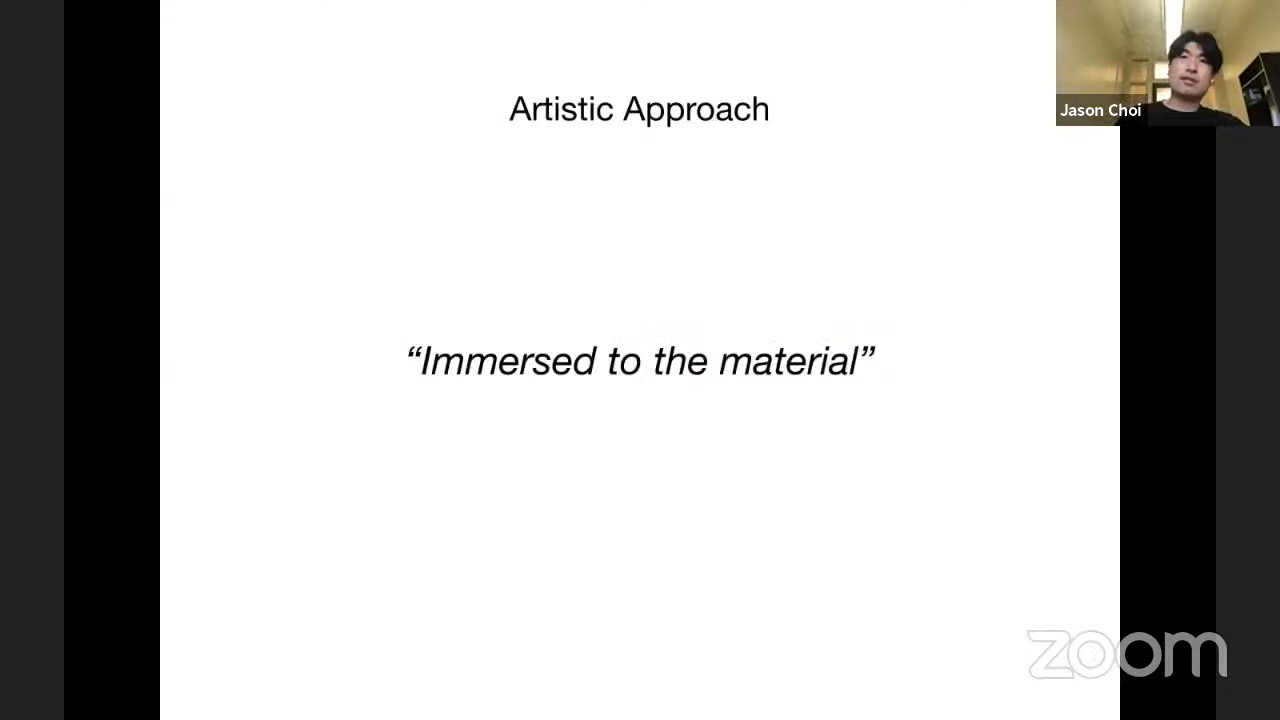 Artistic Approach
Jason Choi
“Immersed to the material”
zoom